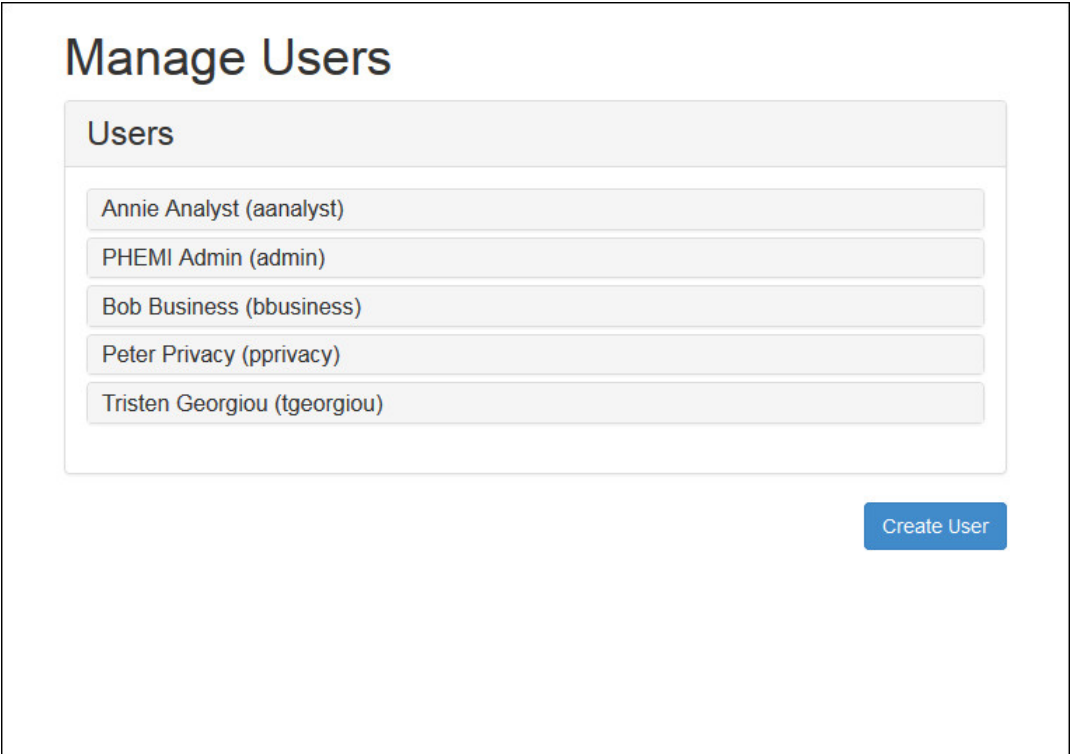 Manage Users
Users
Annie Analyst (aanalyst)
PHEMI Admin (admin)
Bob Business (bbusiness)
Peter Privacy (pprivacy)
Tristen Georgiou (tgeorgiou)
Create User